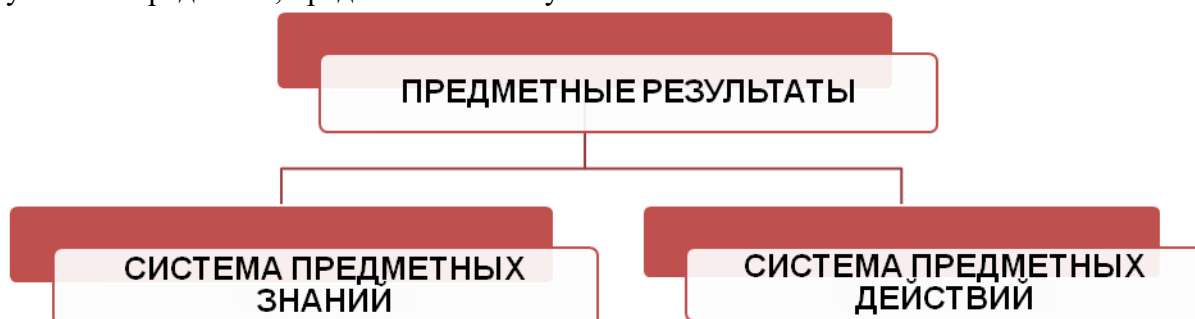 ПРЕДМЕТНЫЕ РЕЗУЛЬТАТЫ
СИСТЕМА ПРЕДМЕТНЫХ
ЗНАНИЙ
СИСТЕМА ПРЕДМЕТНЫХ
ДЕЙСТВИЙ